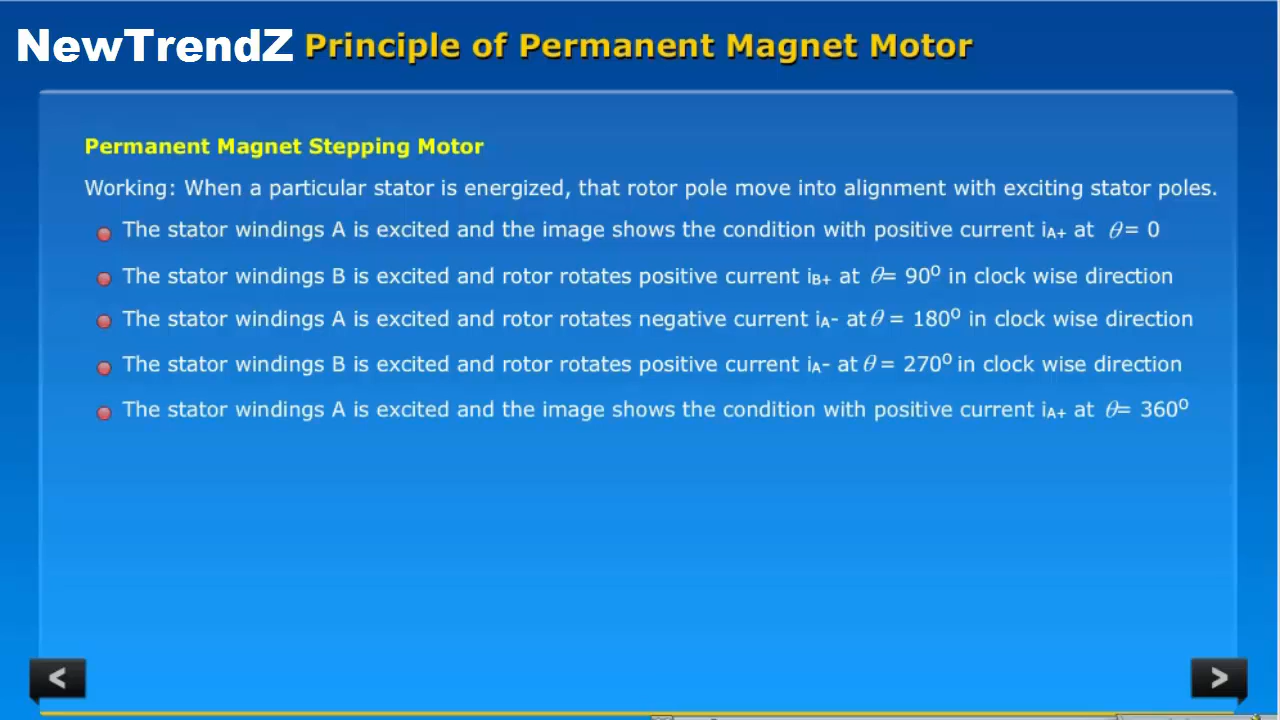 NewTrendZ Principle of Permanent Magnet Motor
Permanent Magnet Stepping Motor
Working: When a particular stator is energized, that rotor pole move into alignment with exciting stator poles.
The stator windings A is excited and the image shows the condition with positive current iA+ at θ = 0
The stator windings B is excited and rotor rotates positive current iB+ at θ= 90⁰ in clock wise direction
The stator windings A is excited and rotor rotates negative current iA- at θ = 180⁰ in clock wise direction
The stator windings B is excited and rotor rotates positive current iA- at θ = 270⁰ in clock wise direction
The stator windings A is excited and the image shows the condition with positive current iA+ at θ= 360⁰
< >